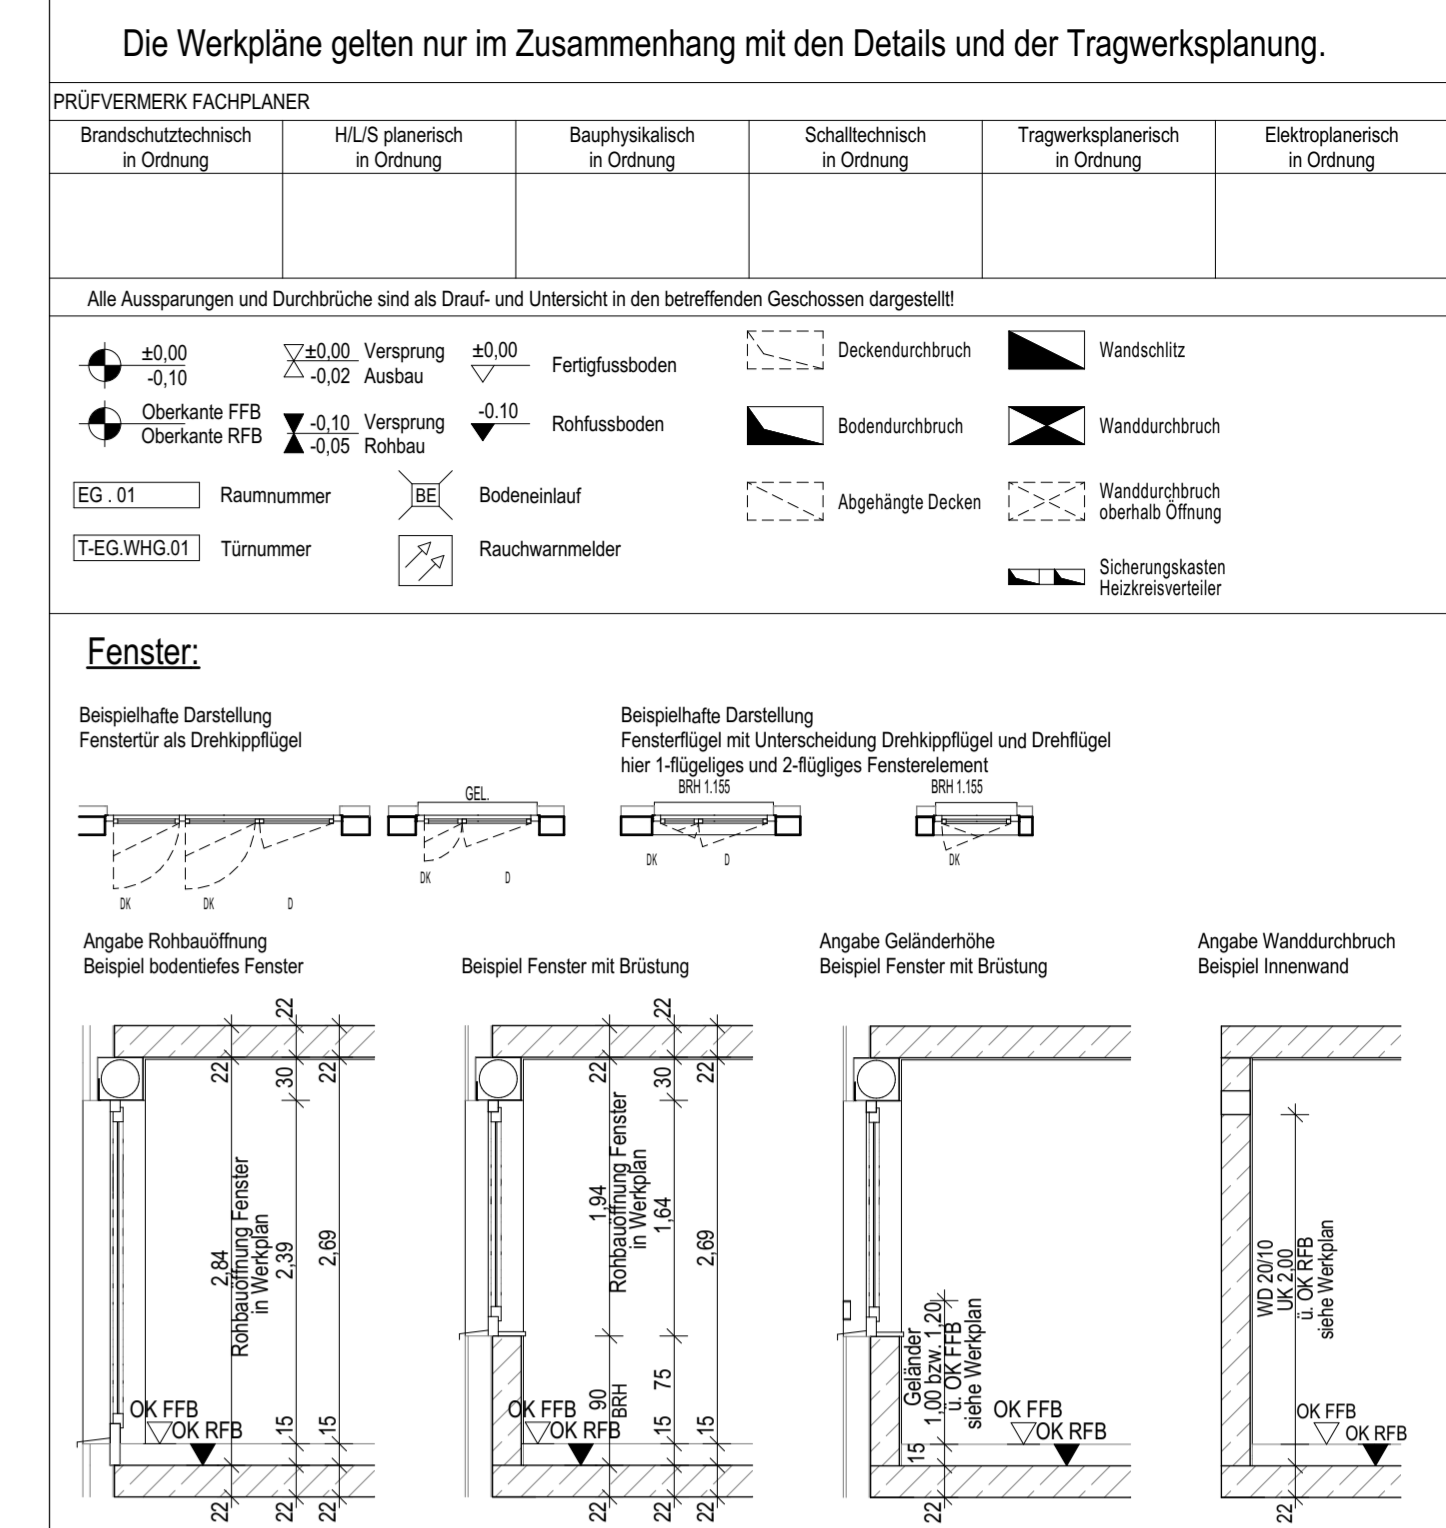 Die Werkpläne gelten nur im Zusammenhang mit den Details und der Tragwerksplanung.
PRÜFVERMERK FACHPLANER
Brandschutztechnisch
in Ordnung
H/L/S planerisch
in Ordnung
Bauphysikalisch
in Ordnung
Schalltechnisch
in Ordnung
Tragwerksplanerisch
in Ordnung
Elektroplanerisch
in Ordnung
Alle Aussparungen und Durchbrüche sind als Drauf- und Untersicht in den betreffenden Geschossen dargestellt!
±0,00
-0,10
±0,00 Versprung
-0,02 Ausbau
±0,00
Fertigfussboden
Deckendurchbruch
Wandschlitz
Oberkante FFB
Oberkante RFB
-0,10 Versprung
-0,05 Rohbau
-0.10
Rohfussboden
Bodendurchbruch
Wanddurchbruch
EG . 01
Raumnummer
BE
Bodeneinlauf
Abgehängte Decken
Wanddurchbruch
oberhalb Öffnung
T-EG.WHG.01
Türnummer
Rauchwarnmelder
Sicherungskasten
Heizkreisverteiler
Fenster:
Beispielhafte Darstellung
Fenstertür als Drehkippflügel
Beispielhafte Darstellung
Fensterflügel mit Unterscheidung Drehkippflügel und Drehflügel
hier 1-flügeliges und 2-flügliges Fensterelement
GEL.
BRH 1.155
BRH 1.155
DK
DK
D
DK
D
DK
D
DK
Angabe Rohbauöffnung
Beispiel bodentiefes Fenster
22
22
30
22
2,84
Rohbauöffnung Fenster
in Werkplan
2,39
2,69
OK FFB
OK RFB
15
15
22
22
22
Beispiel Fenster mit Brüstung
22
22
30
22
1,94
Rohbauöffnung Fenster
in Werkplan
1,64
2,69
90
BRH
75
OK FFB
OK RFB
15
15
22
22
22
Angabe Geländerhöhe
Beispiel Fenster mit Brüstung
Geländer
1,00 bzw. 1,20
ü. OK FFB
siehe Werkplan
OK FFB
OK RFB
15
22
Angabe Wanddurchbruch
Beispiel Innenwand
WD 20/10
UK 2,00
ü. OK RFB
siehe Werkplan
OK FFB
OK RFB
22